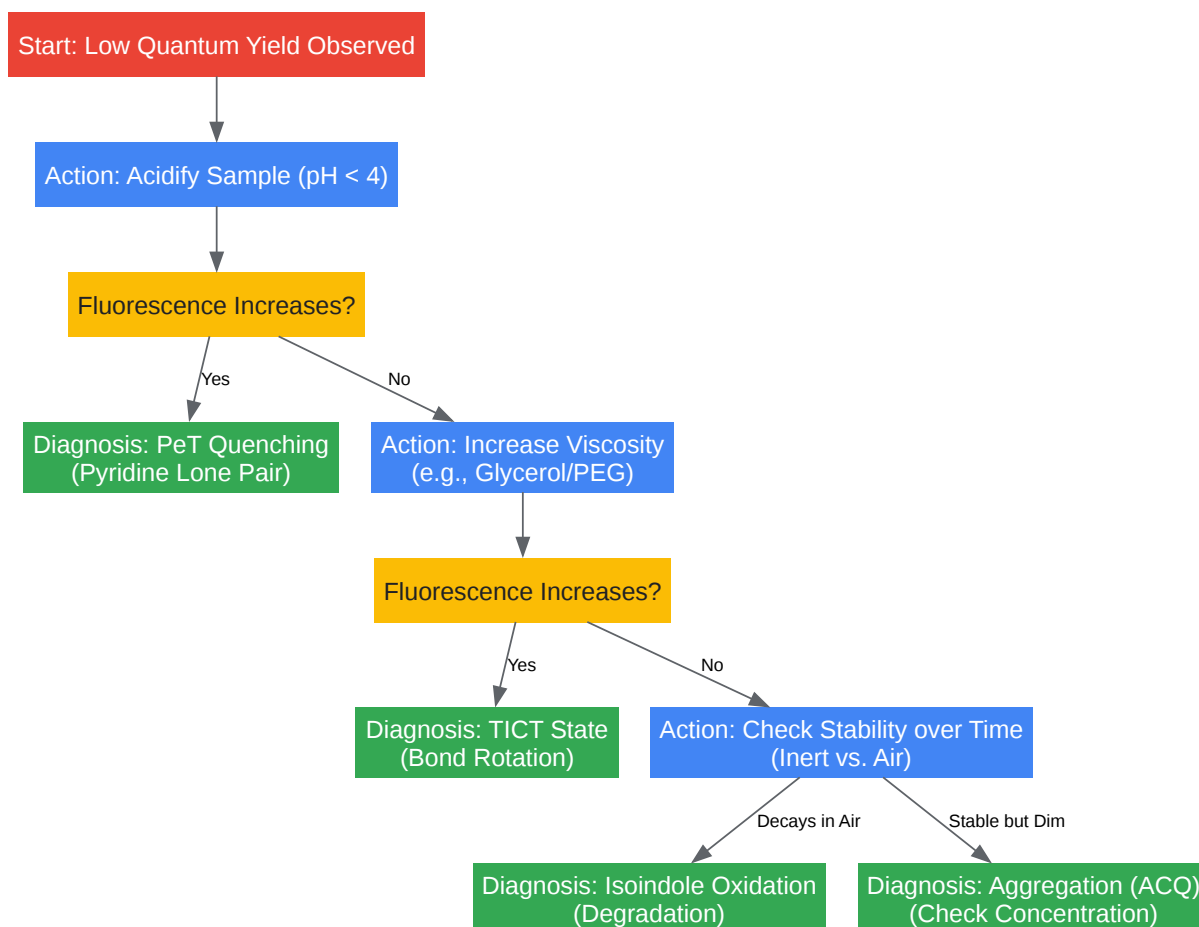 Start: Low Quantum Yield Observed
Action: Acidify Sample (pH < 4)
Fluorescence Increases?
Yes
No
Diagnosis: PeT Quenching
(Pyridine Lone Pair)
Action: Increase Viscosity
(e.g., Glycerol/PEG)
Fluorescence Increases?
Yes
No
Diagnosis: TICT State
(Bond Rotation)
Action: Check Stability over Time
(Inert vs. Air)
Decays in Air
Stable but Dim
Diagnosis: Isoindole Oxidation
(Degradation)
Diagnosis: Aggregation (ACQ)
(Check Concentration)